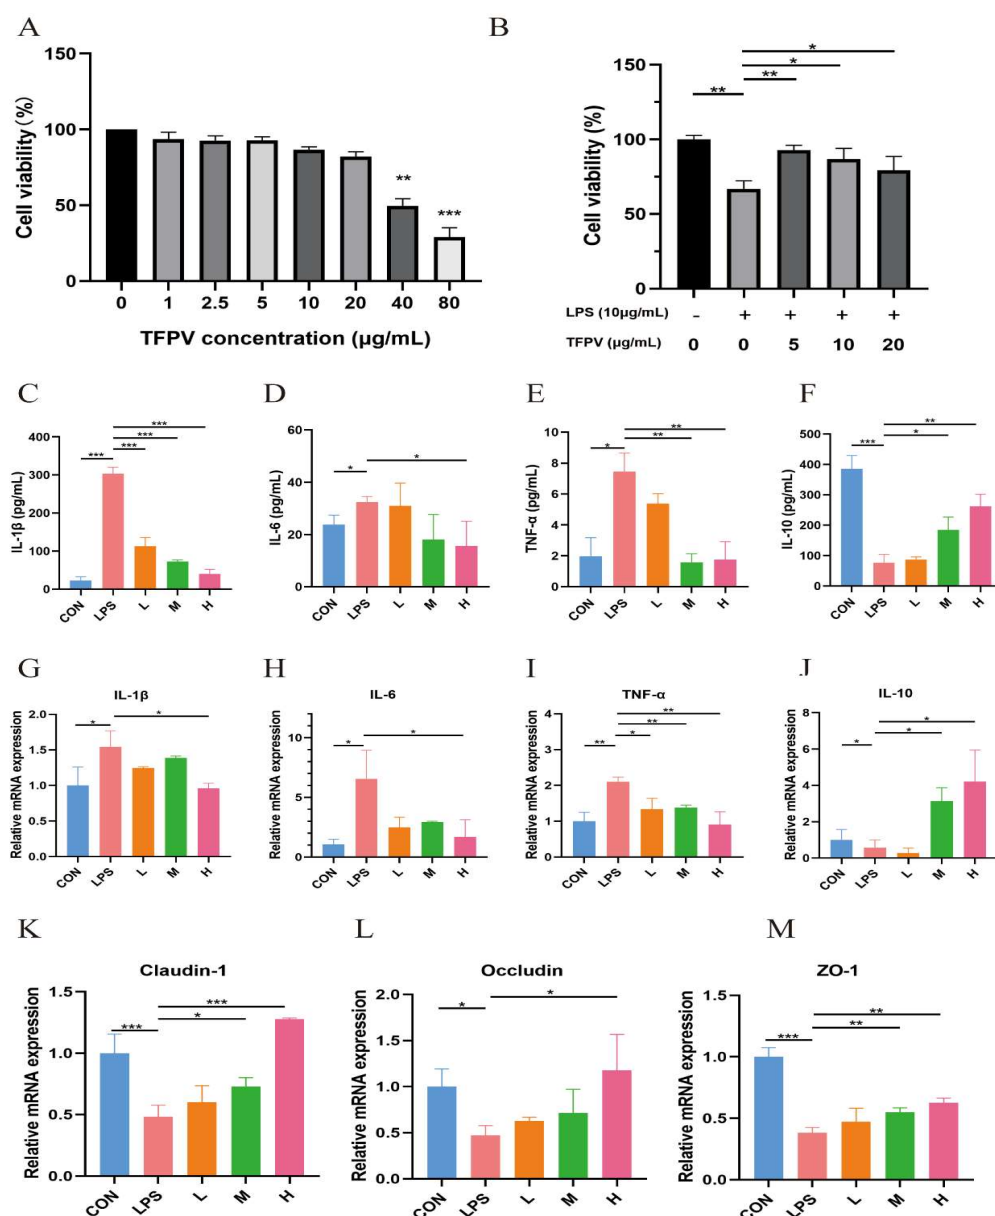 A
B
150
100
50
0
Cell viability (%)
**
***
0 1 2.5 5 10 20 40 80
TFPV concentration (μg/mL)
150
100
50
0
Cell viability (%)
*
*
**
**
LPS (10μg/mL) - + + + +
TFPV (μg/mL) 0 0 5 10 20
C
D
E
F
400
300
200
100
0
IL-1β (pg/mL)
***
***
***
***
CON LPS L M H
60
40
20
0
IL-6 (pg/mL)
*
*
CON LPS L M H
10
8
6
4
2
0
TNF-α (pg/mL)
**
**
*
CON LPS L M H
500
400
300
200
100
0
IL-10 (pg/mL)
**
*
***
CON LPS L M H
G
H
I
J
IL-1β
2.0
1.5
1.0
0.5
0.0
Relative mRNA expression
*
*
CON LPS L M H
IL-6
10
5
0
Relative mRNA expression
*
*
CON LPS L M H
TNF-α
4
3
2
1
0
Relative mRNA expression
**
**
*
**
CON LPS L M H
IL-10
8
6
4
2
0
Relative mRNA expression
*
*
*
CON LPS L M H
K
L
M
Claudin-1
1.5
1.0
0.5
0.0
Relative mRNA expression
***
*
***
CON LPS L M H
Occludin
2.0
1.5
1.0
0.5
0.0
Relative mRNA expression
*
*
CON LPS L M H
ZO-1
1.5
1.0
0.5
0.0
Relative mRNA expression
**
**
***
CON LPS L M H